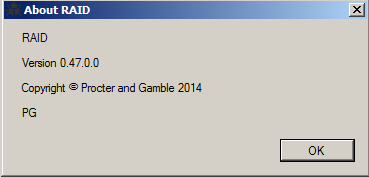 About RAID
RAID
Version 0.47.0.0
Copyright © Procter and Gamble 2014
PG
OK